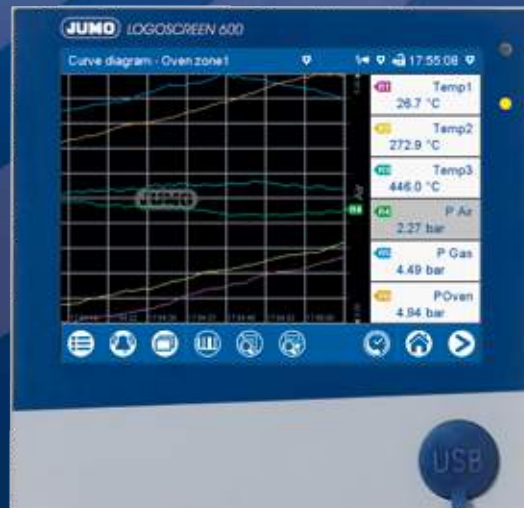 JUMO LOGOSCREEN 600
Curve diagram - Oven zone1
17:55:08
Temp1
26.7 °C
Temp2
272.9 °C
Temp3
446.0 °C
P Air
2.27 bar
P Gas
4.49 bar
POven
4.94 bar
JUMO
Air
USB